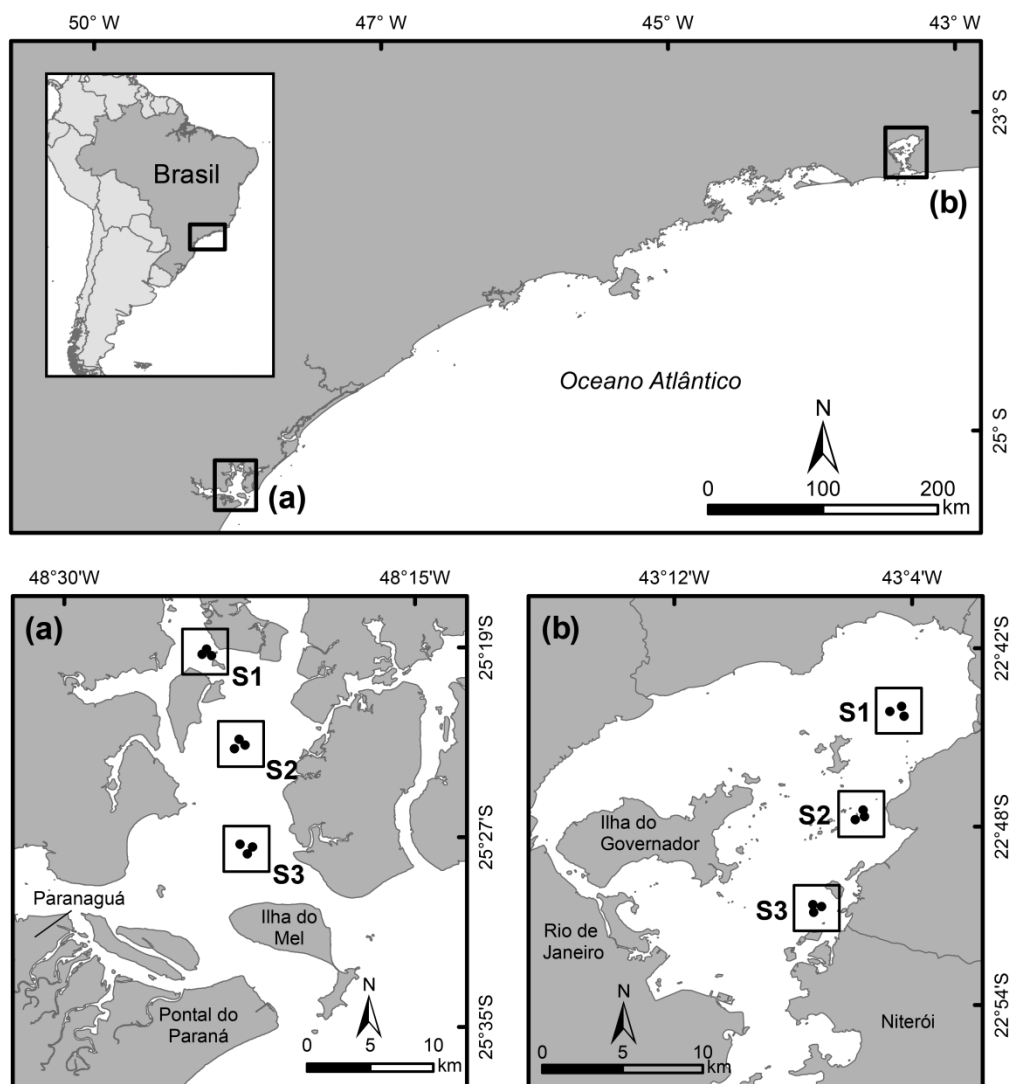 50° W
47° W
45° W
43° W
Brasil
23° S
(b)
Oceano Atlântico
N
25° S
(a)
0
100
200
km
48°30'W
48°15'W
(a)
25°19'S
S1
S2
25°27'S
S3
Paranaguá
Ilha do
Mel
N
Pontal do
Paraná
25°35'S
0
5
10
km
43°12'W
43°4'W
(b)
22°42'S
S1
S2
22°48'S
Ilha do
Governador
S3
Rio de
Janeiro
N
22°54'S
Niterói
0
5
10
km